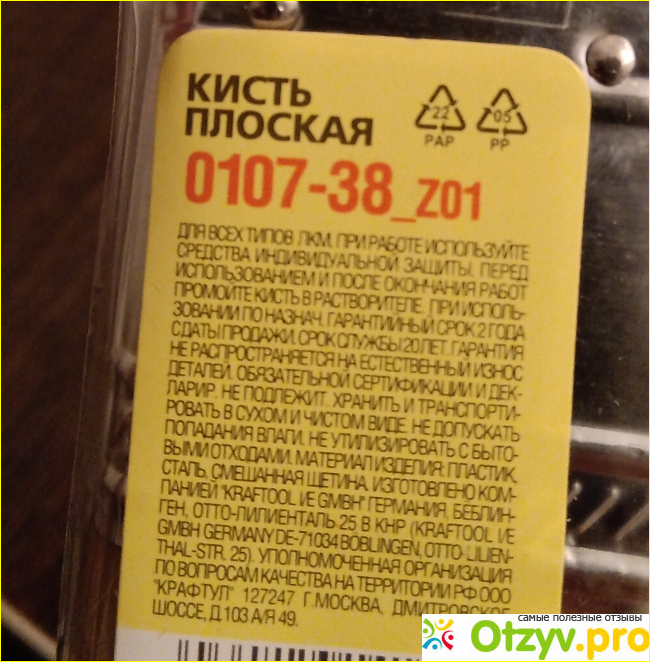 КИСТЬ
ПЛОСКАЯ
22
PAP
05
PP
0107-38_Z01
ДЛЯ ВСЕХ ТИПОВ ЛКМ. ПРИ РАБОТЕ ИСПОЛЬЗУЙТЕ
СРЕДСТВА ИНДИВИДУАЛЬНОЙ ЗАЩИТЫ. ПЕРЕД
ИСПОЛЬЗОВАНИЕМ И ПОСЛЕ ОКОНЧАНИЯ РАБОТ
ПРОМОЙТЕ КИСТЬ В РАСТВОРИТЕЛЕ. ПРИ ИСПОЛЬ-
ЗОВАНИИ ПО НАЗНАЧ. ГАРАНТИЙНЫЙ СРОК 2 ГОДА
С ДАТЫ ПРОДАЖИ. СРОК СЛУЖБЫ 20 ЛЕТ. ГАРАНТИЯ
НЕ РАСПРОСТРАНЯЕТСЯ НА ЕСТЕСТВЕННЫЙ ИЗНОС
ДЕТАЛЕЙ. ОБЯЗАТЕЛЬНОЙ СЕРТИФИКАЦИИ И ДЕК-
ЛАРИР. НЕ ПОДЛЕЖИТ. ХРАНИТЬ И ТРАНСПОРТИ-
РОВАТЬ В СУХОМ И ЧИСТОМ ВИДЕ. НЕ ДОПУСКАТЬ
ПОПАДАНИЯ ВЛАГИ. НЕ УТИЛИЗИРОВАТЬ С БЫТО-
ВЫМИ ОТХОДАМИ. МАТЕРИАЛ ИЗДЕЛИЯ: ПЛАСТИК,
СТАЛЬ, СМЕШАННАЯ ЩЕТИНА. ИЗГОТОВЛЕНО КОМ-
ПАНИЕЙ "KRAFTOOL I/E GMBH" ГЕРМАНИЯ, БЕБЛИН-
ГЕН, ОТТО-ЛИЛИЕНТАЛЬ 25 В КНР (KRAFTOOL I/E
GMBH GERMANY DE-71034 BÖBLINGEN, OTTO-LILIEN-
THAL-STR. 25). УПОЛНОМОЧЕННАЯ ОРГАНИЗАЦИЯ
ПО ВОПРОСАМ КАЧЕСТВА НА ТЕРРИТОРИИ РФ ООО
"КРАФТУЛ" 127247 Г.МОСКВА, ДМИТРОВСКОЕ
ШОССЕ, Д.103 А/Я 49.
самые полезные отзывы
Otzyv.pro